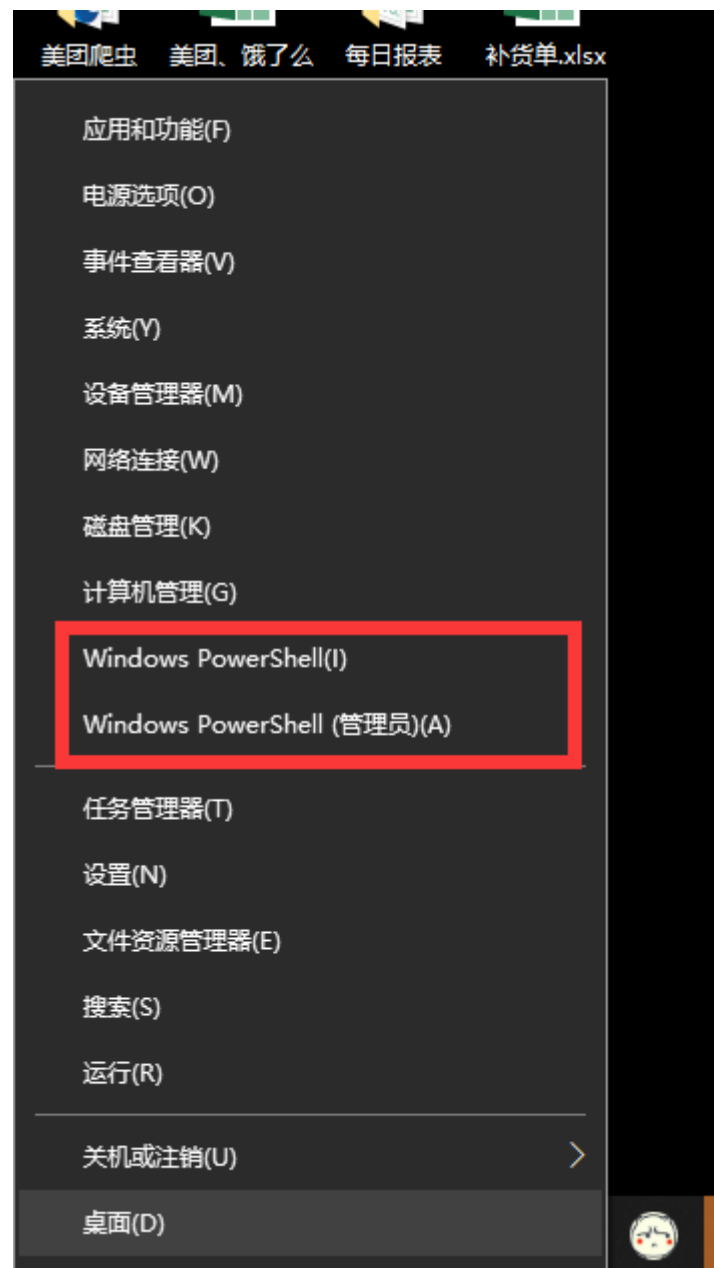 美团爬虫 美团、饿了么 每日报表 补货单.xlsx
应用和功能(F)
电源选项(O)
事件查看器(V)
系统(Y)
设备管理器(M)
网络连接(W)
磁盘管理(K)
计算机管理(G)
Windows PowerShell(I)
Windows PowerShell (管理员)(A)
任务管理器(T)
设置(N)
文件资源管理器(E)
搜索(S)
运行(R)
关机或注销(U)
桌面(D)